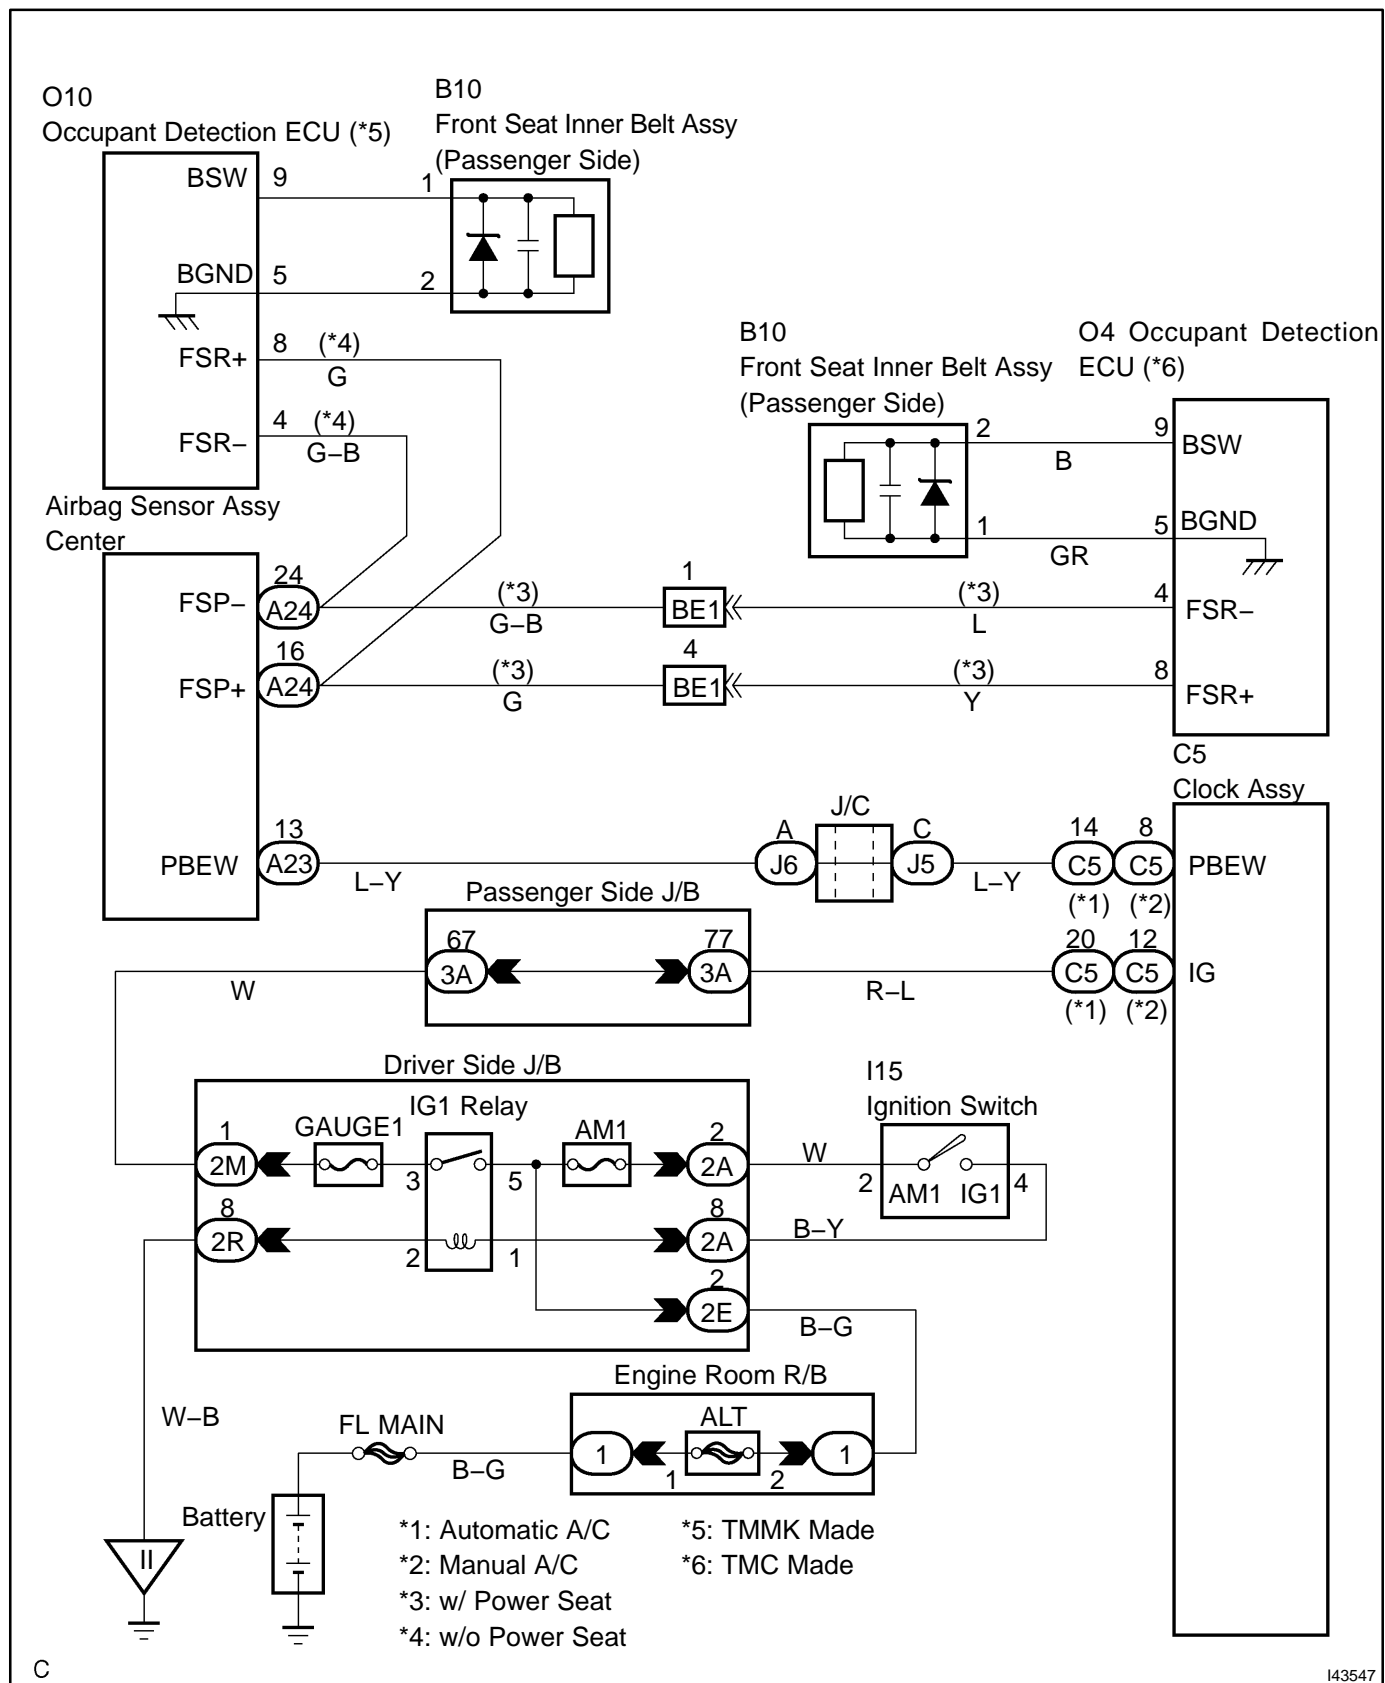 O10
Occupant Detection ECU (*5)
B10
Front Seat Inner Belt Assy
(Passenger Side)
BSW 9 1
BGND 5 2
FSR+ 8 (*4)
G
FSR− 4 (*4)
G−B
B10
Front Seat Inner Belt Assy
(Passenger Side)
O4 Occupant Detection
ECU (*6)
2 B 9 BSW
1 GR 5 BGND
Airbag Sensor Assy
Center
24
FSP− A24
(*3)
G−B
1
BE1
(*3)
L
4 FSR−
16
FSP+ A24
(*3)
G
4
BE1
(*3)
Y
8 FSR+
C5
Clock Assy
13
PBEW A23
L−Y
A
J6
J/C
C
J5
L−Y
14 8
C5 C5 PBEW
(*1) (*2)
Passenger Side J/B
67
3A
77
3A
W
R−L
20 12
C5 C5 IG
(*1) (*2)
Driver Side J/B
IG1 Relay
1
2M
GAUGE1
3 5
AM1
2
2A
W
I15
Ignition Switch
2 AM1 IG1 4
8
2R
2 1
8
2A
B−Y
2
2E
B−G
Engine Room R/B
W−B
FL MAIN
B−G
1
ALT
1 2
1
Battery
II
*1: Automatic A/C
*2: Manual A/C
*3: w/ Power Seat
*4: w/o Power Seat
*5: TMMK Made
*6: TMC Made
C
I43547